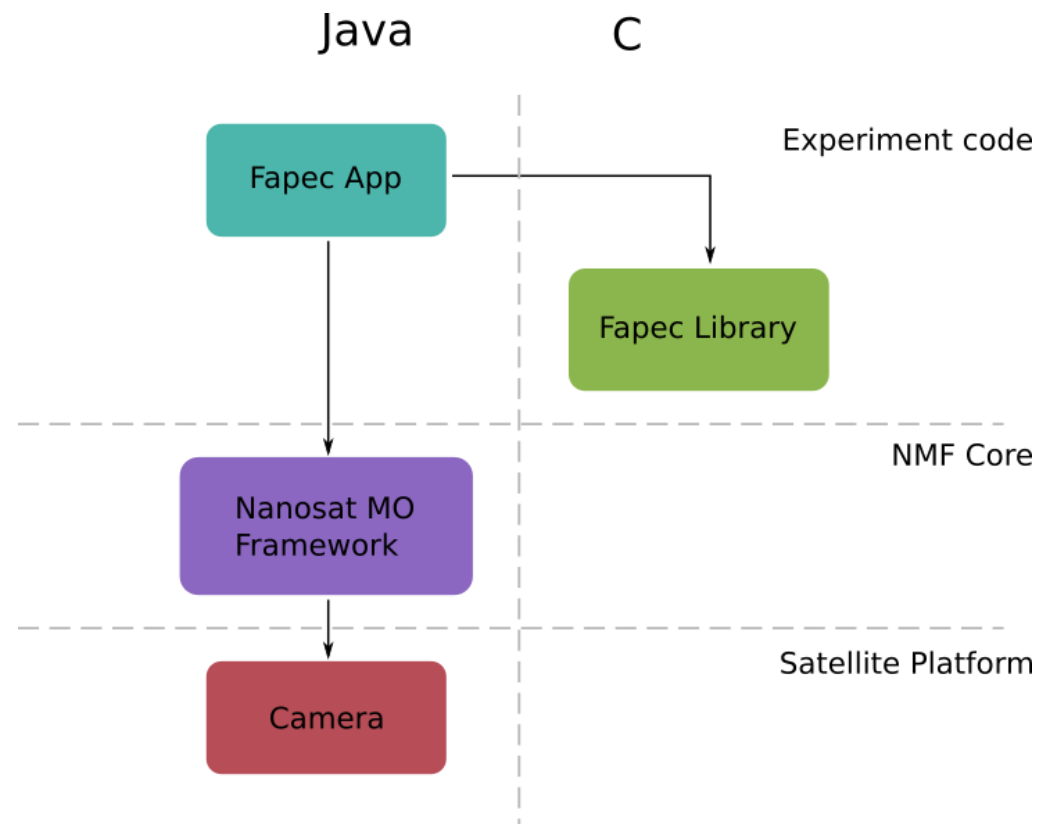 Java
C
Experiment code
Fapec App
Fapec Library
NMF Core
Nanosat MO
Framework
Satellite Platform
Camera